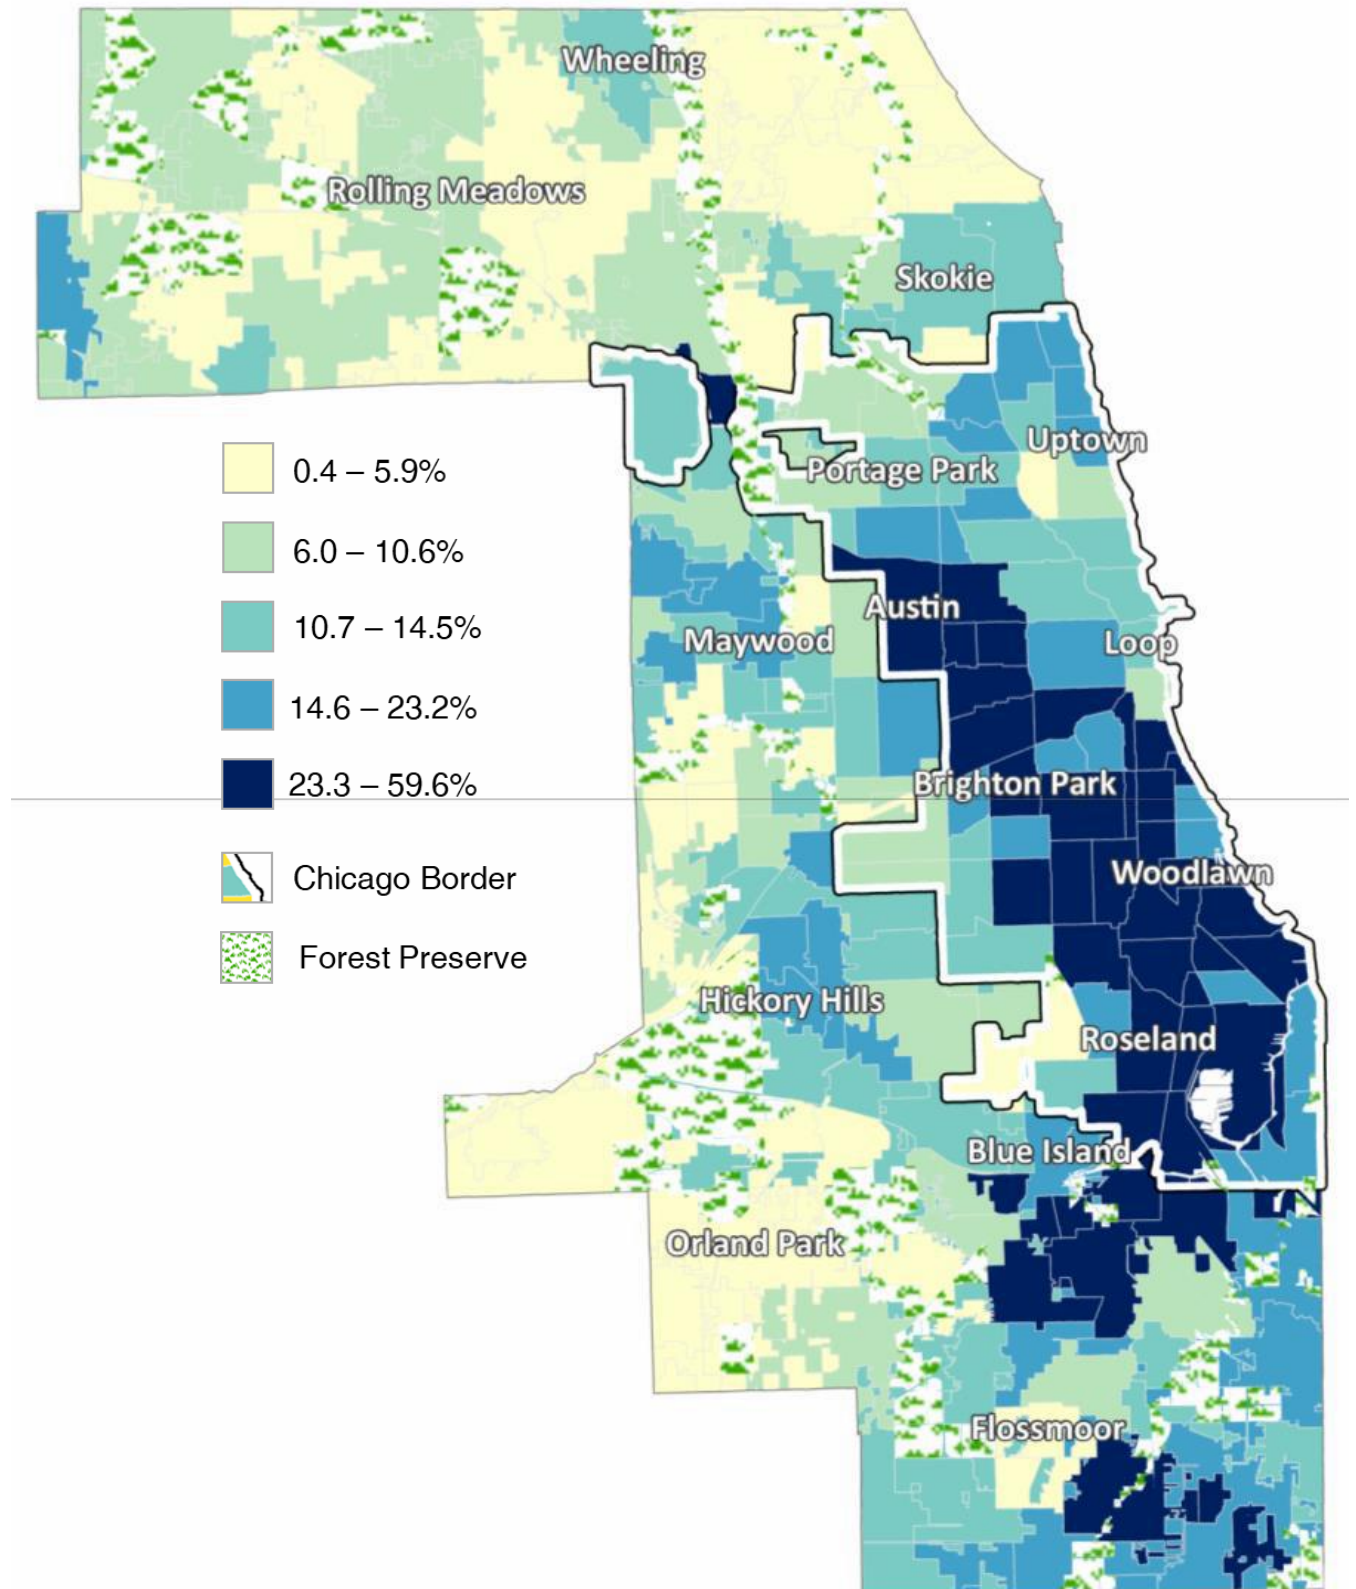 Wheeling
Rolling Meadows
Skokie
Uptown
Portage Park
0.4 – 5.9%
6.0 – 10.6%
10.7 – 14.5%
14.6 – 23.2%
23.3 – 59.6%
Chicago Border
Forest Preserve
Austin
Maywood
Loop
Brighton Park
Woodlawn
Hickory Hills
Roseland
Blue Island
Orland Park
Flossmoor